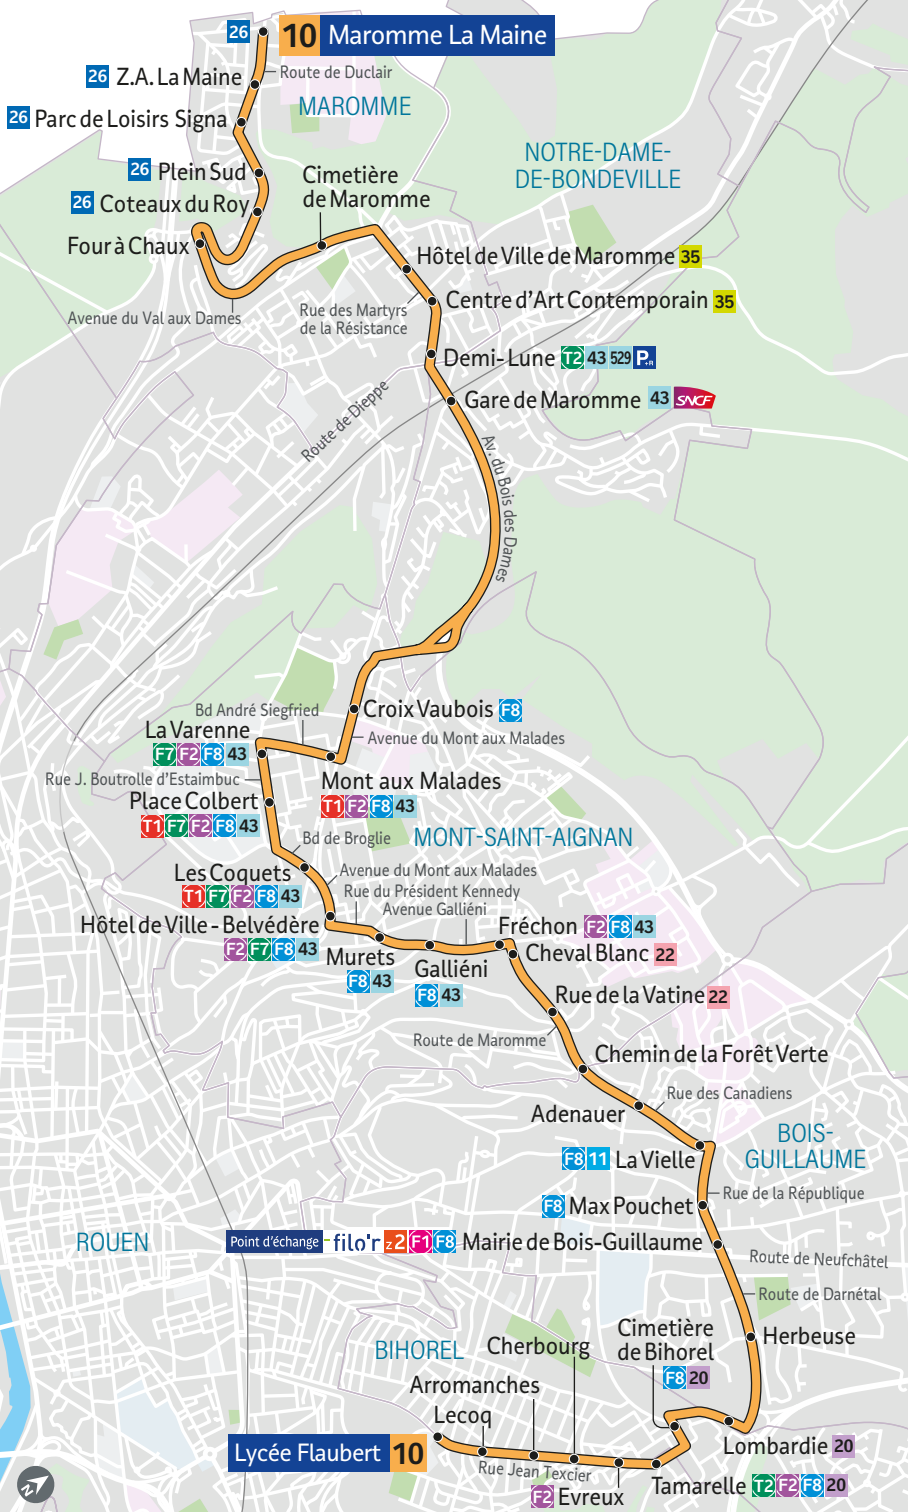 26 10 Maromme La Maine
Route de Duclair
26 Z.A. La Maine
MAROMME
26 Parc de Loisirs Signa
NOTRE-DAME-
DE-BONDEVILLE
26 Plein Sud
Cimetière
de Maromme
26 Coteaux du Roy
Four à Chaux
Hôtel de Ville de Maromme 35
Centre d'Art Contemporain 35
Avenue du Val aux Dames
Rue des Martyrs
de la Résistance
Demi-Lune T2 43 529 P+R
Gare de Maromme 43 SNCF
Route de Dieppe
Av. du Bois des Dames
Croix Vaubois F8
Bd André Siegfried
La Varenne
F7 F2 F8 43
Avenue du Mont aux Malades
Rue J. Boutrolle d'Estaimbuc
Mont aux Malades
T1 F2 F8 43
Place Colbert
T1 F7 F2 F8 43
Bd de Broglie
MONT-SAINT-AIGNAN
Les Coquets
T1 F7 F2 F8 43
Avenue du Mont aux Malades
Rue du Président Kennedy
Avenue Galliéni
Hôtel de Ville - Belvédère
F2 F7 F8 43
Fréchon F2 F8 43
Murets
F8 43
Galliéni
F8 43
Cheval Blanc 22
Rue de la Vatine 22
Route de Maromme
Chemin de la Forêt Verte
Rue des Canadiens
Adenauer
BOIS-
GUILLAUME
F8 11 La Vielle
Rue de la République
F8 Max Pouchet
ROUEN
Point d'échange filo'r z2 F1 F8 Mairie de Bois-Guillaume
Route de Neufchâtel
Route de Darnétal
Herbeuse
Cimetière
de Bihorel
F8 20
BIHOREL
Cherbourg
Arromanches
Lecoq
Lycée Flaubert 10
Lombardie 20
Rue Jean Texcier
Tamarelle T2 F2 F8 20
F2 Evreux